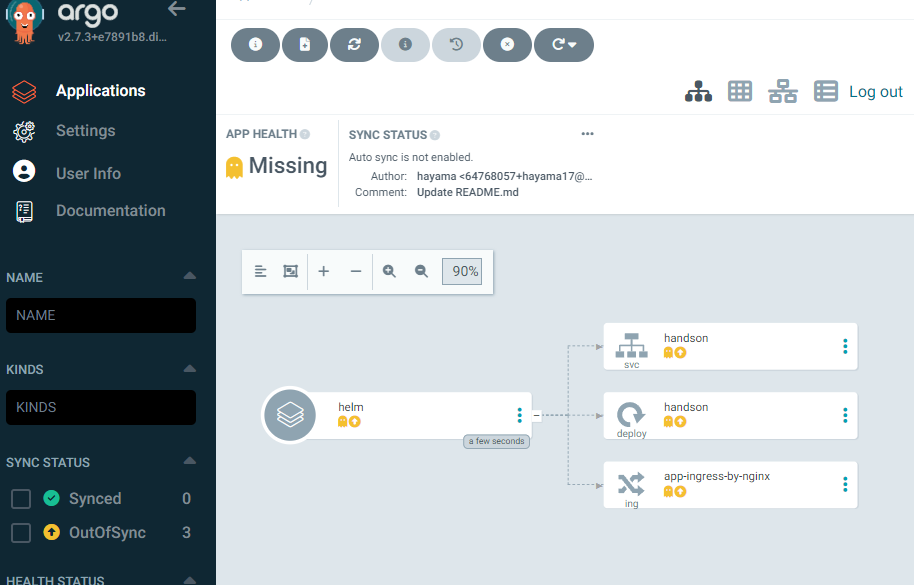 argo
v2.7.3+e7891b8.di...
Applications
Settings
User Info
Documentation
NAME
NAME
KINDS
KINDS
SYNC STATUS
Synced 0
OutOfSync 3
HEALTH STATUS
Log out
APP HEALTH
Missing
SYNC STATUS
Auto sync is not enabled.
Author: hayama <64768057+hayama17@...
Comment: Update README.md
90%
helm
a few seconds
svc
handson
deploy
handson
ing
app-ingress-by-nginx